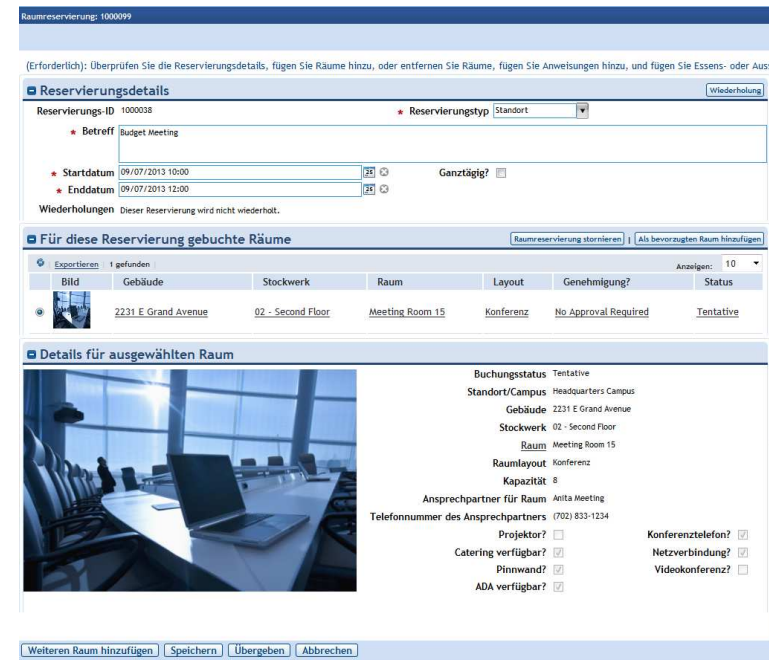 Raumreservierung: 1000099
(Erforderlich): Überprüfen Sie die Reservierungsdetails, fügen Sie Räume hinzu, oder entfernen Sie Räume, fügen Sie Anweisungen hinzu, und fügen Sie Essens- oder Aus
Reservierungsdetails Wiederholung
Reservierungs-ID 1000038 * Reservierungstyp Standort
* Betreff Budget Meeting
* Startdatum 09/07/2013 10:00 Ganztägig?
* Enddatum 09/07/2013 12:00
Wiederholungen Dieser Reservierung wird nicht wiederholt.
Für diese Reservierung gebuchte Räume Raumreservierung stornieren | Als bevorzugten Raum hinzufügen
Exportieren 1 gefunden Anzeigen: 10
Bild Gebäude Stockwerk Raum Layout Genehmigung? Status
2231 E Grand Avenue 02 - Second Floor Meeting Room 15 Konferenz No Approval Required Tentative
Details für ausgewählten Raum
Buchungsstatus Tentative
Standort/Campus Headquarters Campus
Gebäude 2231 E Grand Avenue
Stockwerk 02 - Second Floor
Raum Meeting Room 15
Raumlayout Konferenz
Kapazität 8
Ansprechpartner für Raum Anita Meeting
Telefonnummer des Ansprechpartners (702) 833-1234
Projektor? Konferenztelefon?
Catering verfügbar? Netzverbindung?
Pinnwand? Videokonferenz?
ADA verfügbar?
Weiteren Raum hinzufügen Speichern Übergeben Abbrechen